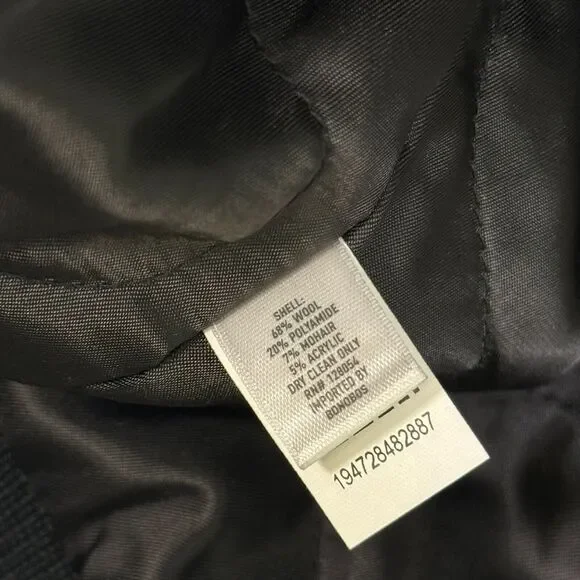 SHELL:
68% WOOL
20% POLYAMIDE
7% MOHAIR
5% ACRYLIC
DRY CLEAN ONLY
RN# 128054
IMPORTED BY
BONOBOS
194728482887